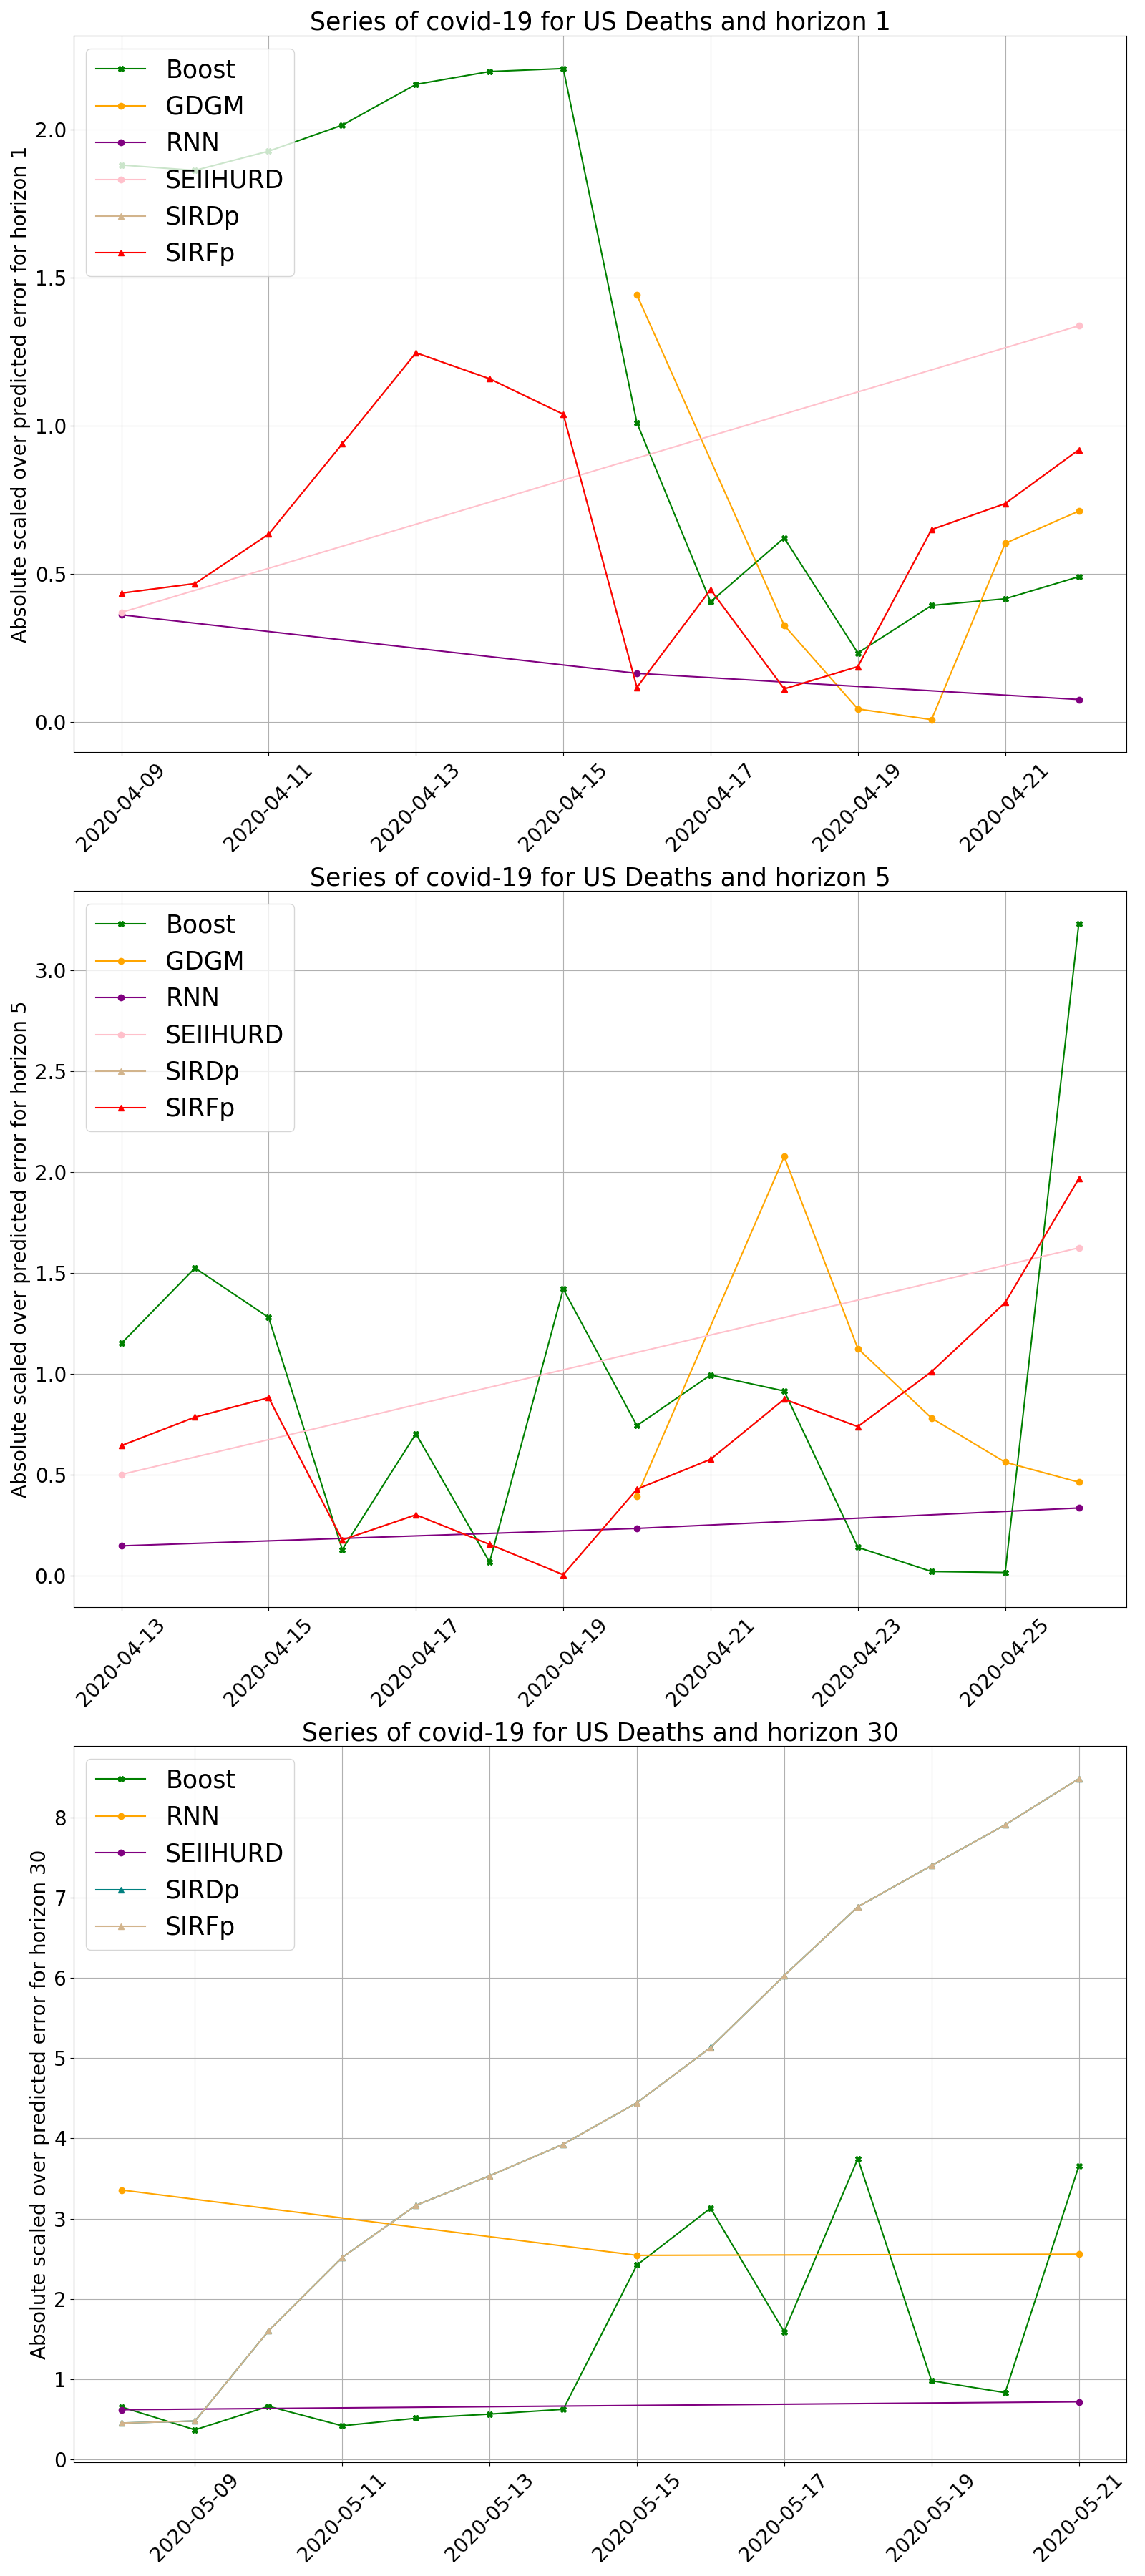 Series of covid-19 for US Deaths and horizon 1
Absolute scaled over predicted error for horizon 1
2.0
1.5
1.0
0.5
0.0
Boost
GDGM
RNN
SEIIHURD
SIRDp
SIRFp
2020-04-09
2020-04-11
2020-04-13
2020-04-15
2020-04-17
2020-04-19
2020-04-21
Series of covid-19 for US Deaths and horizon 5
Absolute scaled over predicted error for horizon 5
3.0
2.5
2.0
1.5
1.0
0.5
0.0
Boost
GDGM
RNN
SEIIHURD
SIRDp
SIRFp
2020-04-13
2020-04-15
2020-04-17
2020-04-19
2020-04-21
2020-04-23
2020-04-25
Series of covid-19 for US Deaths and horizon 30
Absolute scaled over predicted error for horizon 30
8
7
6
5
4
3
2
1
0
Boost
RNN
SEIIHURD
SIRDp
SIRFp
2020-05-09
2020-05-11
2020-05-13
2020-05-15
2020-05-17
2020-05-19
2020-05-21